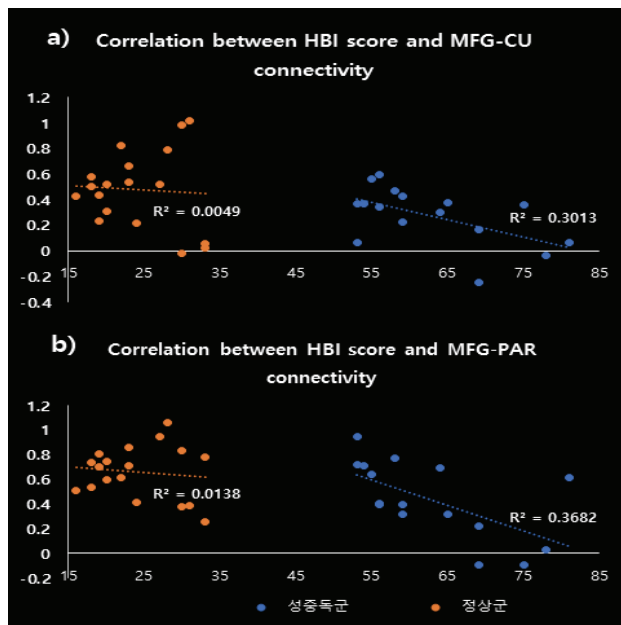 a)
Correlation between HBI score and MFG-CU
connectivity
1.2
1
0.8
0.6
0.4
0.2
0
-0.2
-0.4
15 25 35 45 55 65 75 85
R² = 0.0049
R² = 0.3013
b)
Correlation between HBI score and MFG-PAR
connectivity
1.2
1
0.8
0.6
0.4
0.2
0
-0.2
15 25 35 45 55 65 75 85
R² = 0.0138
R² = 0.3682
성중독군 정상군